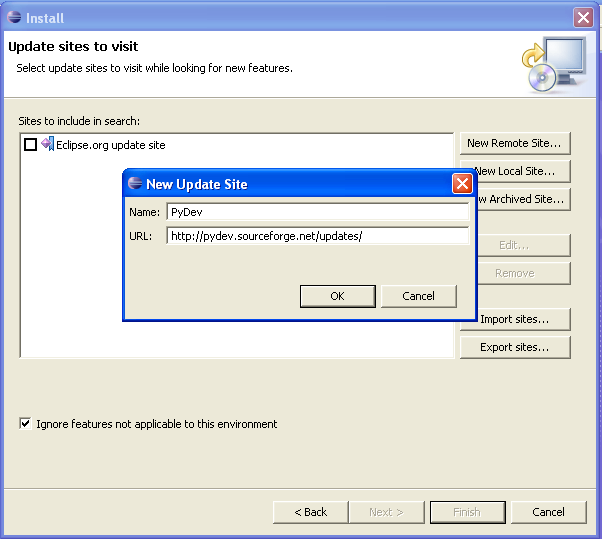 Install
Update sites to visit
Select update sites to visit while looking for new features.
Sites to include in search:
Eclipse.org update site
New Remote Site...
New Local Site...
w Archived Site...
Edit...
Remove
Import sites...
Export sites...
New Update Site
Name: PyDev
URL: http://pydev.sourceforge.net/updates/
OK Cancel
Ignore features not applicable to this environment
< Back Next > Finish Cancel